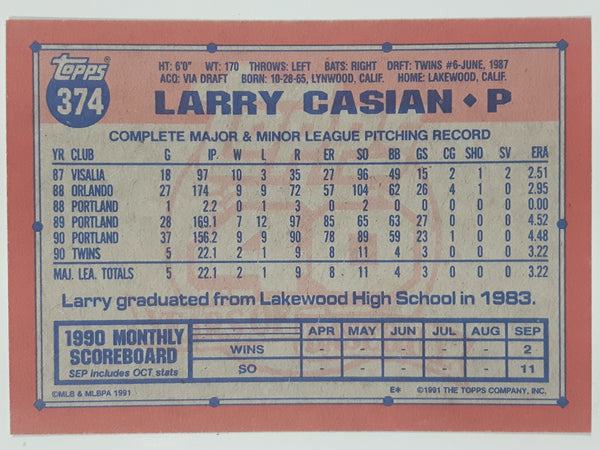 topps
374
HT: 6'0" WT: 170 THROWS: LEFT BATS: RIGHT DRFT: TWINS #6-JUNE, 1987
ACQ: VIA DRAFT BORN: 10-28-65, LYNWOOD, CALIF. HOME: LAKEWOOD, CALIF.
LARRY CASIAN ◆ P
COMPLETE MAJOR & MINOR LEAGUE PITCHING RECORD
YR CLUB G IP. W L R ER SO BB GS CG SHO SV ERA
87 VISALIA 18 97 10 3 35 27 96 49 15 2 1 2 2.51
88 ORLANDO 27 174 9 9 72 57 104 62 26 4 1 0 2.95
88 PORTLAND 1 2.2 0 1 3 0 2 0 0 0 0 0 0.00
89 PORTLAND 28 169.1 7 12 97 85 65 63 27 0 0 0 4.52
90 PORTLAND 37 156.2 9 9 90 78 89 59 23 1 0 0 4.48
90 TWINS 5 22.1 2 1 9 8 11 4 3 0 0 0 3.22
MAJ. LEA. TOTALS 5 22.1 2 1 9 8 11 4 3 0 0 0 3.22
Larry graduated from Lakewood High School in 1983.
1990 MONTHLY
SCOREBOARD
SEP includes OCT stats
APR MAY JUN JUL AUG SEP
WINS - - - - - 2
SO - - - - - 11
©MLB & MLBPA 1991
E* ©1991 THE TOPPS COMPANY, INC.